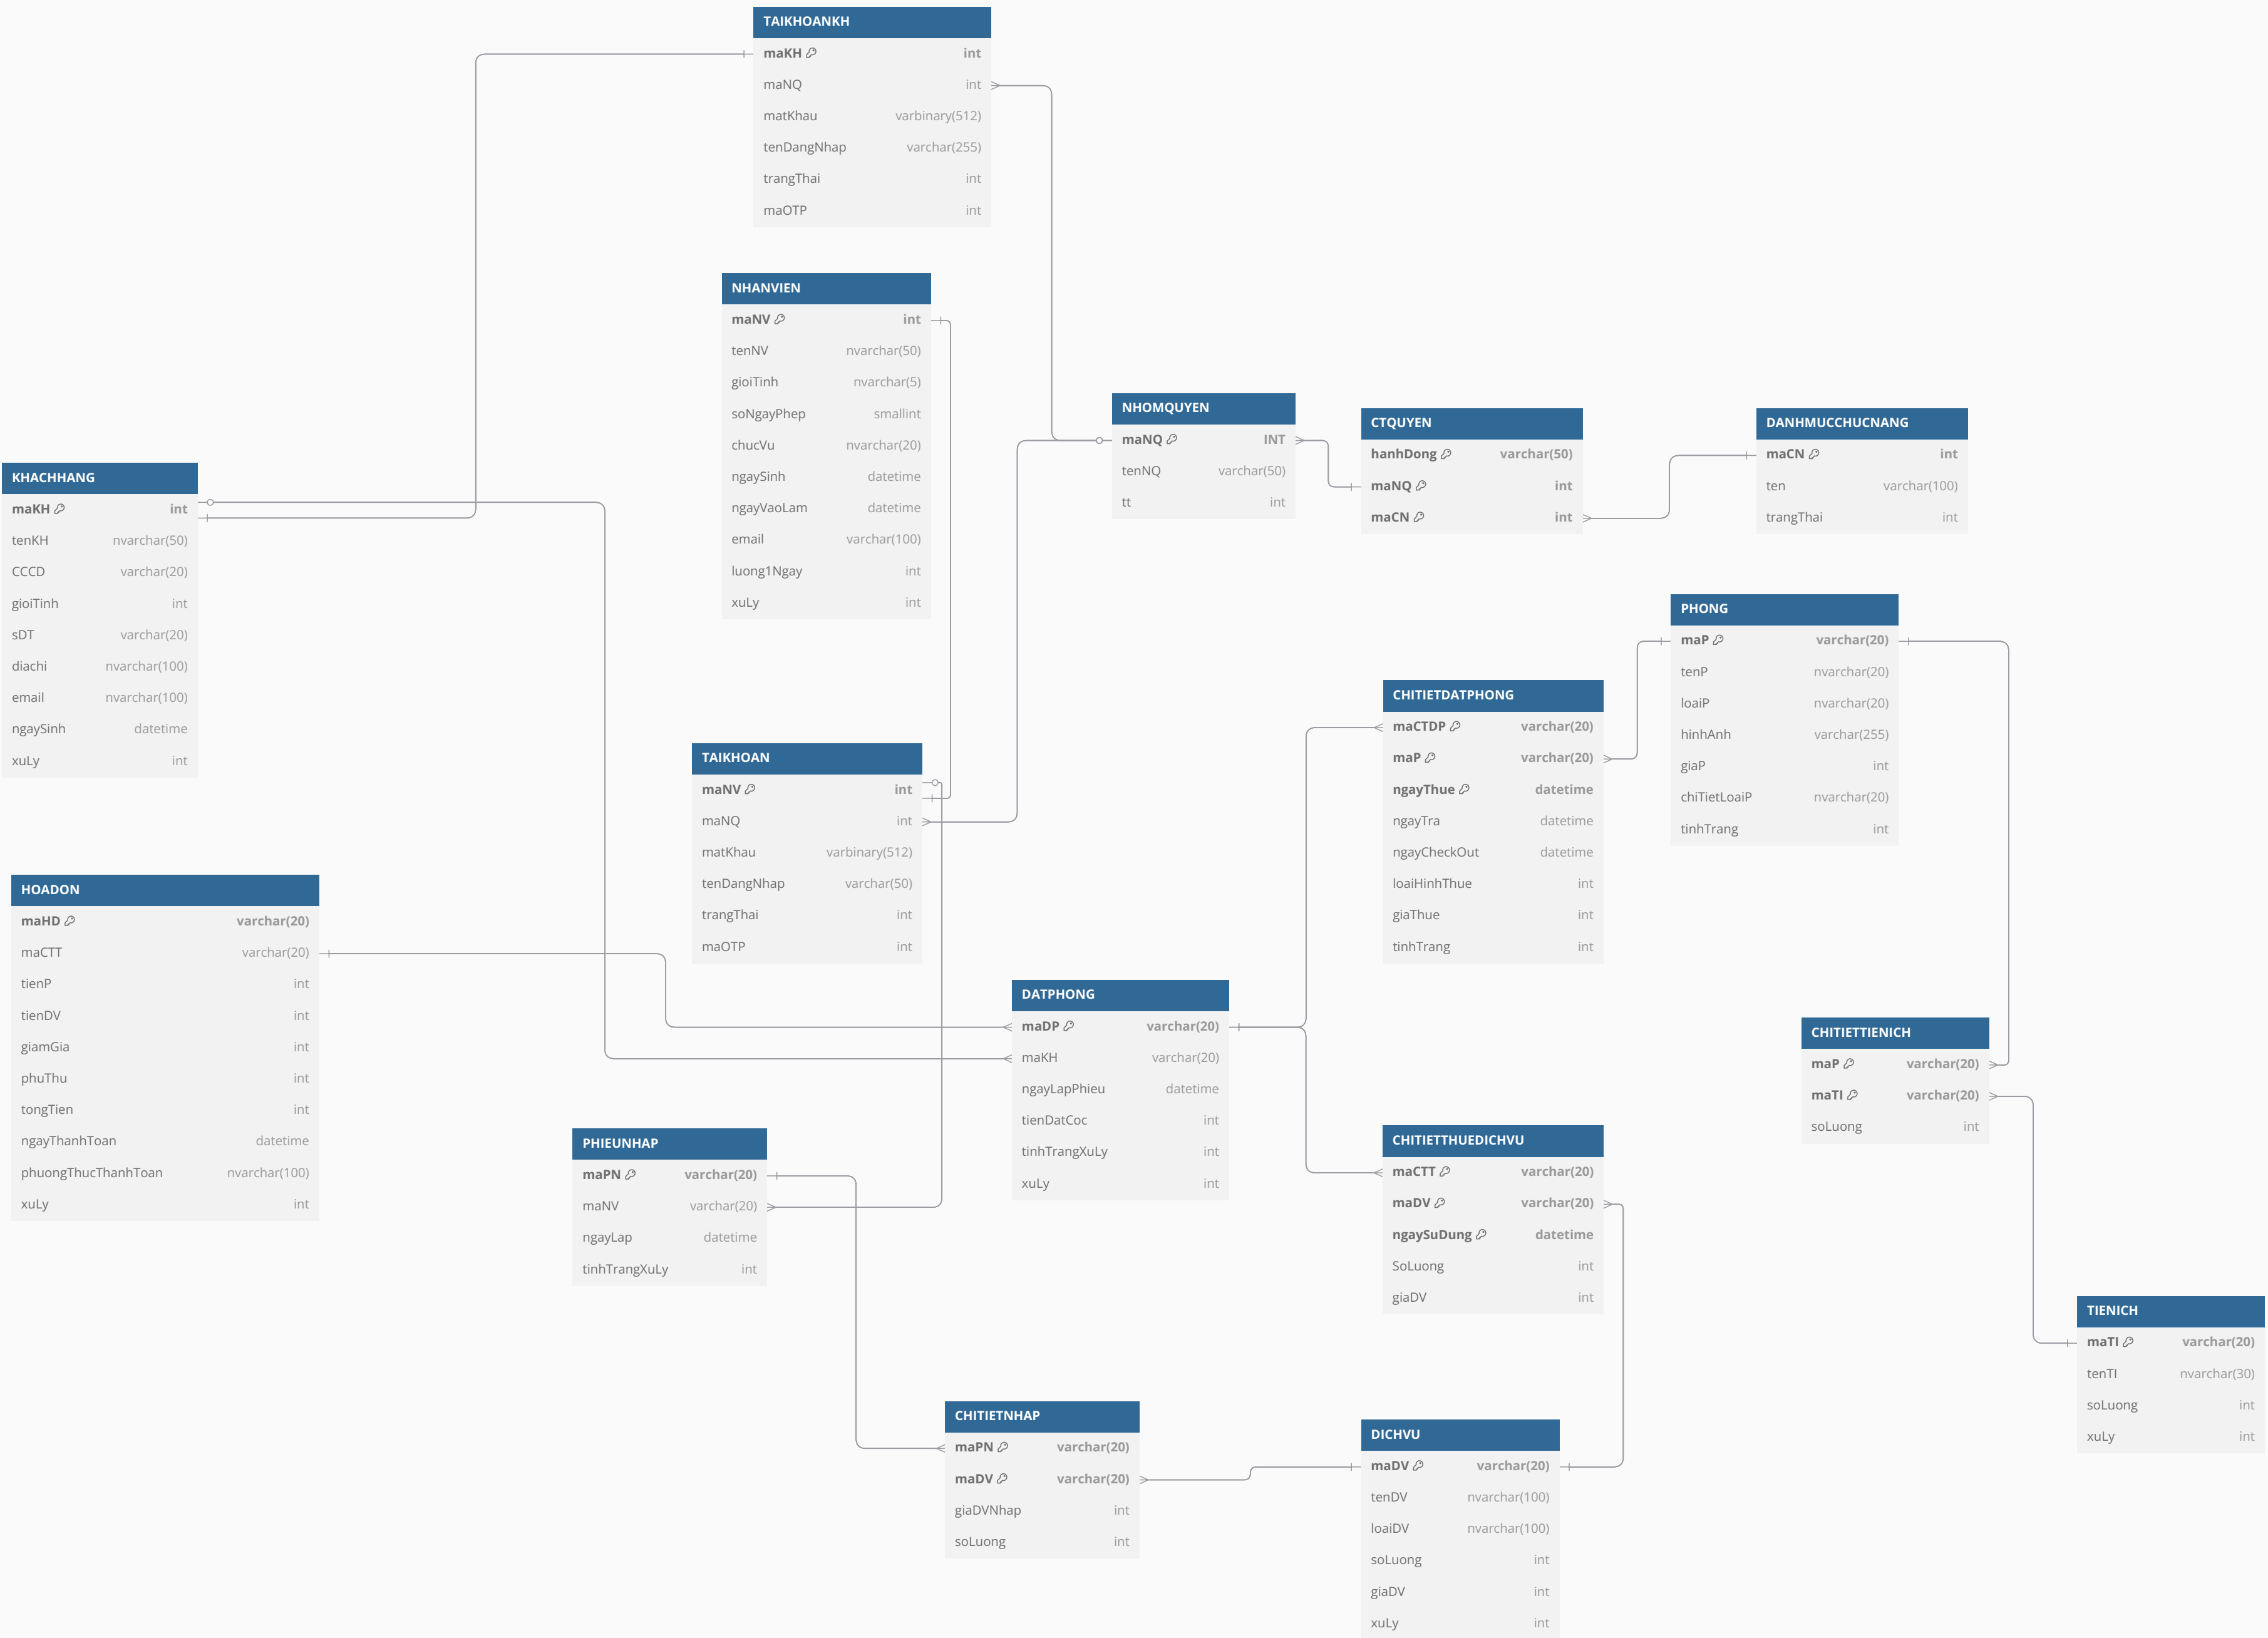 TAIKHOANKH
maKH int
maNQ int
matKhau varbinary(512)
tenDangNhap varchar(255)
trangThai int
maOTP int
NHANVIEN
maNV int
tenNV nvarchar(50)
gioiTinh nvarchar(5)
soNgayPhep smallint
chucVu nvarchar(20)
ngaySinh datetime
ngayVaoLam datetime
email varchar(100)
luong1Ngay int
xuLy int
NHOMQUYEN
maNQ INT
tenNQ varchar(50)
tt int
CTQUYEN
hanhDong varchar(50)
maNQ int
maCN int
DANHMUCCHUCNANG
maCN int
ten varchar(100)
trangThai int
KHACHHANG
maKH int
tenKH nvarchar(50)
CCCD varchar(20)
gioiTinh int
sDT varchar(20)
diachi nvarchar(100)
email nvarchar(100)
ngaySinh datetime
xuLy int
PHONG
maP varchar(20)
tenP nvarchar(20)
loaiP nvarchar(20)
hinhAnh varchar(255)
giaP int
chiTietLoaiP nvarchar(20)
tinhTrang int
CHITIETDATPHONG
maCTDP varchar(20)
maP varchar(20)
ngayThue datetime
ngayTra datetime
ngayCheckOut datetime
loaiHinhThue int
giaThue int
tinhTrang int
TAIKHOAN
maNV int
maNQ int
matKhau varbinary(512)
tenDangNhap varchar(50)
trangThai int
maOTP int
HOADON
maHD varchar(20)
maCTT varchar(20)
tienP int
tienDV int
giamGia int
phuThu int
tongTien int
ngayThanhToan datetime
phuongThucThanhToan nvarchar(100)
xuLy int
DATPHONG
maDP varchar(20)
maKH varchar(20)
ngayLapPhieu datetime
tienDatCoc int
tinhTrangXuLy int
xuLy int
CHITIETTIENICH
maP varchar(20)
maTI varchar(20)
soLuong int
PHIEUNHAP
maPN varchar(20)
maNV varchar(20)
ngayLap datetime
tinhTrangXuLy int
CHITIETTHUEDICHVU
maCTT varchar(20)
maDV varchar(20)
ngaySuDung datetime
SoLuong int
giaDV int
TIENICH
maTI varchar(20)
tenTI nvarchar(30)
soLuong int
xuLy int
CHITIETNHAP
maPN varchar(20)
maDV varchar(20)
giaDVNhap int
soLuong int
DICHVU
maDV varchar(20)
tenDV nvarchar(100)
loaiDV nvarchar(100)
soLuong int
giaDV int
xuLy int